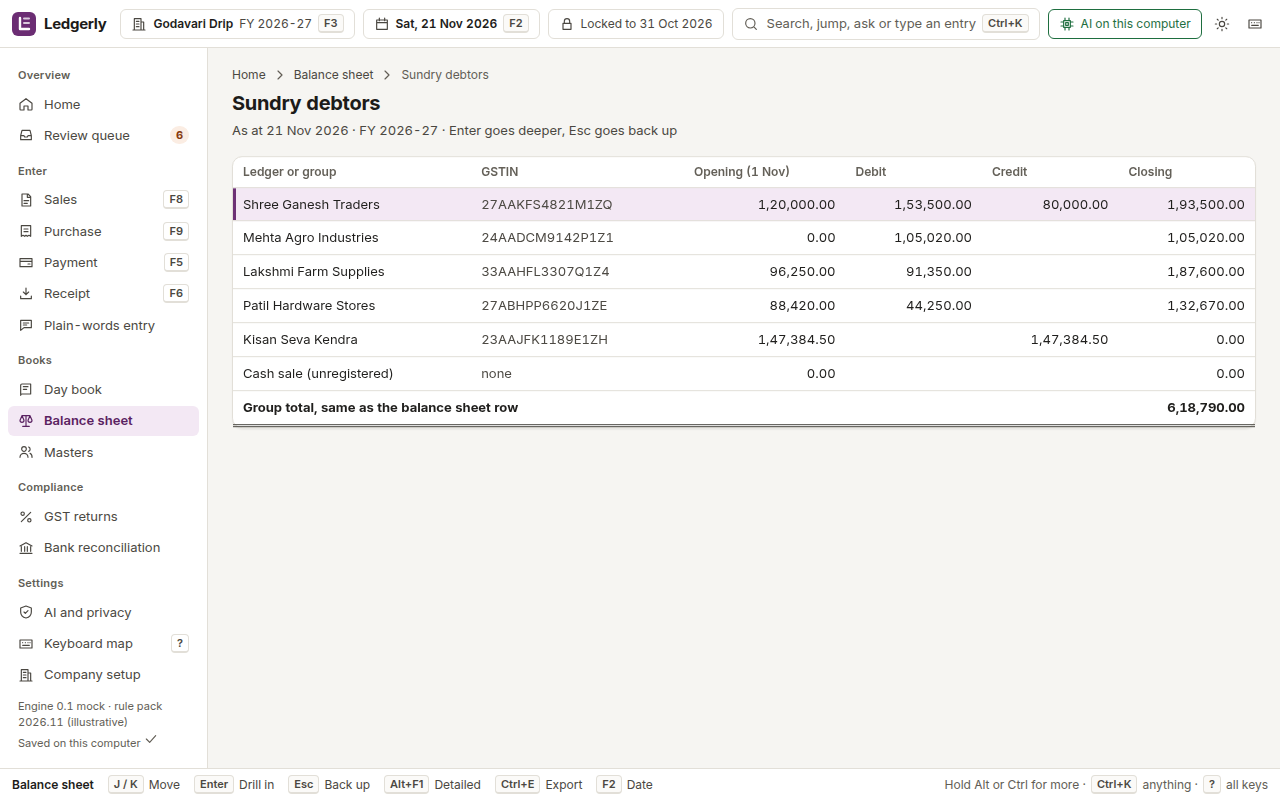 Ledgerly
Godavari Drip FY 2026-27 F3
Sat, 21 Nov 2026 F2
Locked to 31 Oct 2026
Search, jump, ask or type an entry Ctrl+K
AI on this computer
Overview
Home
Review queue 6
Enter
Sales F8
Purchase F9
Payment F5
Receipt F6
Plain-words entry
Books
Day book
Balance sheet
Masters
Compliance
GST returns
Bank reconciliation
Settings
AI and privacy
Keyboard map ?
Company setup
Engine 0.1 mock · rule pack
2026.11 (illustrative)
Saved on this computer
Home Balance sheet Sundry debtors
Sundry debtors
As at 21 Nov 2026 · FY 2026-27 · Enter goes deeper, Esc goes back up
Ledger or group GSTIN Opening (1 Nov) Debit Credit Closing
Shree Ganesh Traders 27AAKFS4821M1ZQ 1,20,000.00 1,53,500.00 80,000.00 1,93,500.00
Mehta Agro Industries 24AADCM9142P1Z1 0.00 1,05,020.00 1,05,020.00
Lakshmi Farm Supplies 33AAHFL3307Q1Z4 96,250.00 91,350.00 1,87,600.00
Patil Hardware Stores 27ABHPP6620J1ZE 88,420.00 44,250.00 1,32,670.00
Kisan Seva Kendra 23AAJFK1189E1ZH 1,47,384.50 1,47,384.50 0.00
Cash sale (unregistered) none 0.00 0.00
Group total, same as the balance sheet row 6,18,790.00
Balance sheet J / K Move Enter Drill in Esc Back up Alt+F1 Detailed Ctrl+E Export F2 Date
Hold Alt or Ctrl for more · Ctrl+K anything · ? all keys